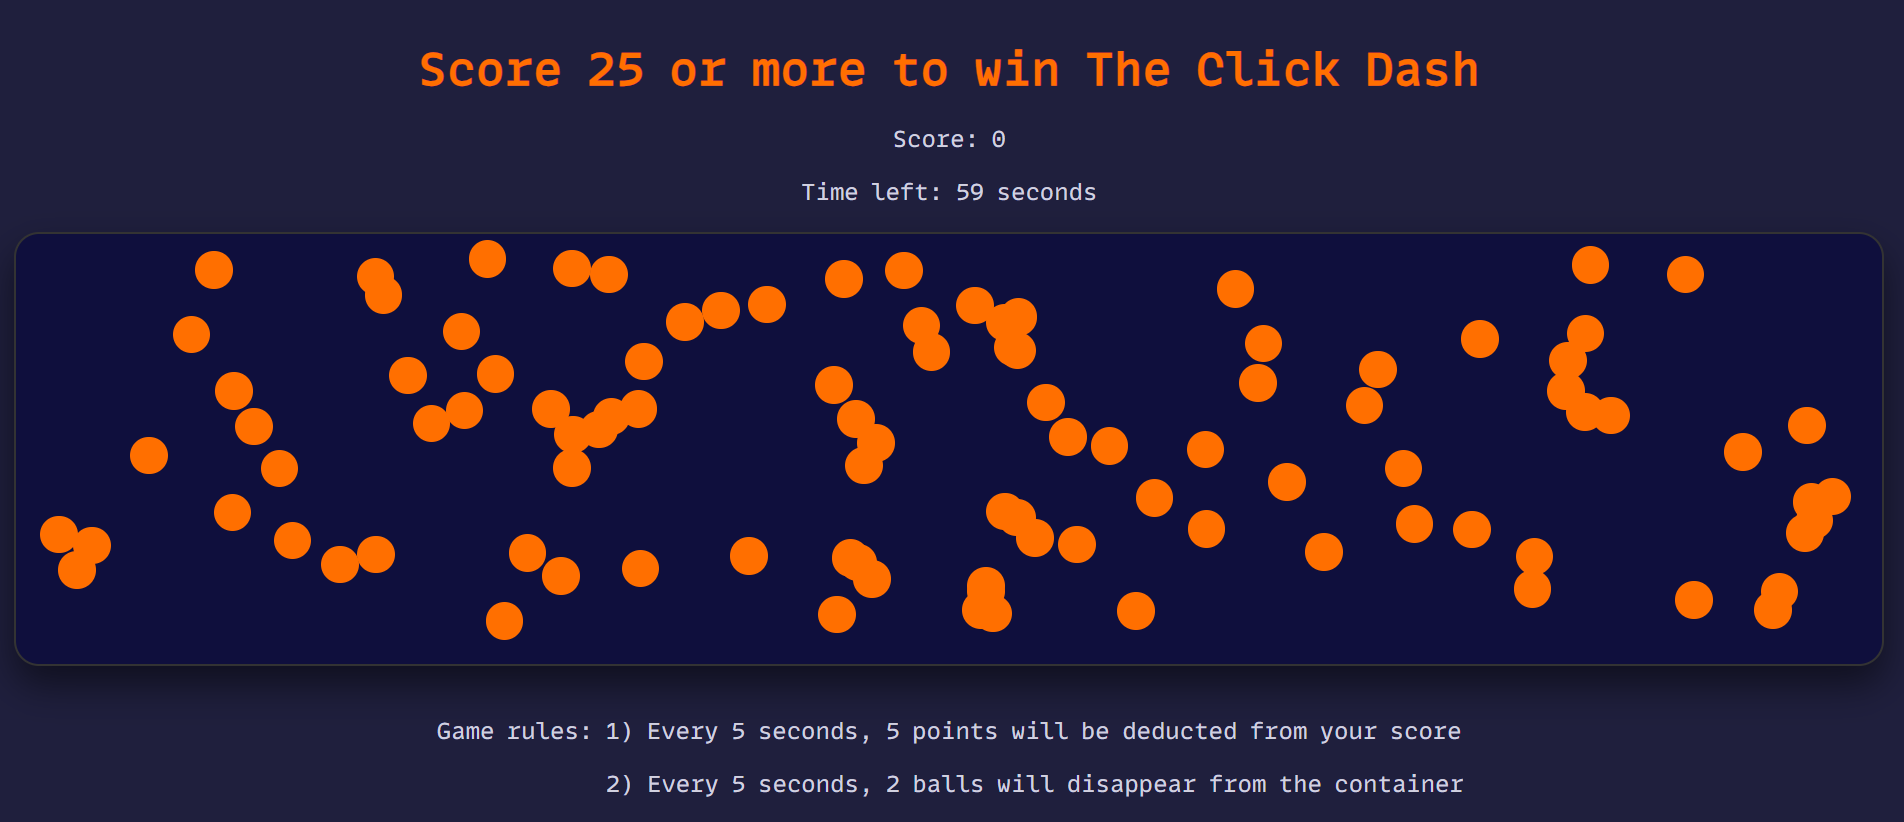 Score 25 or more to win The Click Dash
Score: 0
Time left: 59 seconds
Game rules: 1) Every 5 seconds, 5 points will be deducted from your score
2) Every 5 seconds, 2 balls will disappear from the container